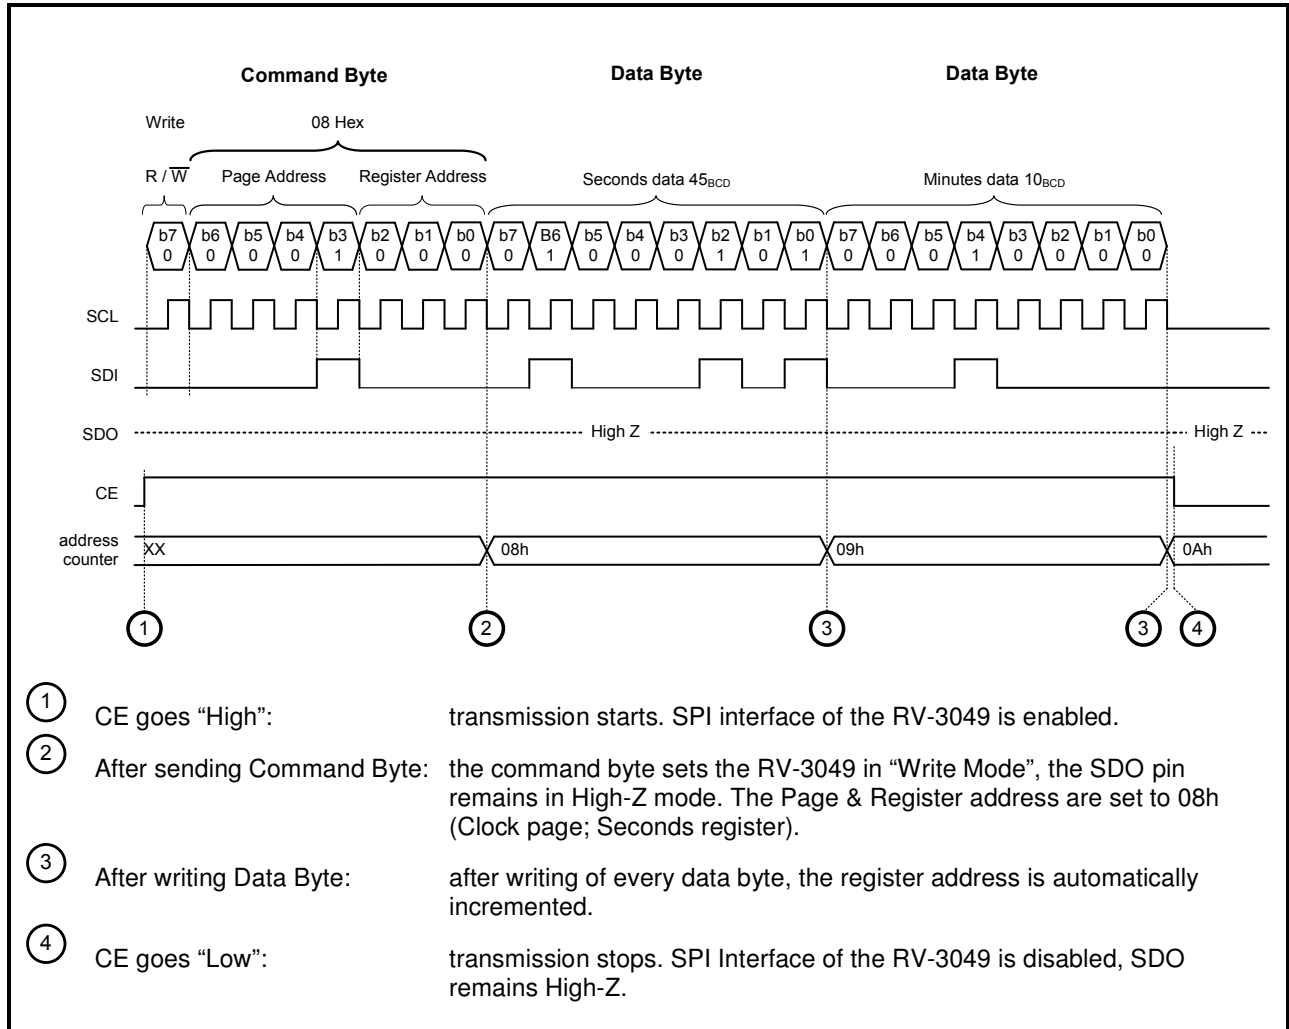 Command Byte Data Byte Data Byte
Write 08 Hex
R / W Page Address Register Address Seconds data 45BCD Minutes data 10BCD
b7 b6 b5 b4 b3 b2 b1 b0 b7 B6 b5 b4 b3 b2 b1 b0 b7 b6 b5 b4 b3 b2 b1 b0
0 0 0 0 1 0 0 0 0 1 0 0 0 1 0 1 0 0 0 1 0 0 0 0
SCL
SDI
SDO High Z High Z
CE
address
counter XX 08h 09h 0Ah
1 2 3 3 4
1 CE goes “High”: transmission starts. SPI interface of the RV-3049 is enabled.
2 After sending Command Byte: the command byte sets the RV-3049 in “Write Mode”, the SDO pin
remains in High-Z mode. The Page & Register address are set to 08h
(Clock page; Seconds register).
3 After writing Data Byte: after writing of every data byte, the register address is automatically
incremented.
4 CE goes “Low”: transmission stops. SPI Interface of the RV-3049 is disabled, SDO
remains High-Z.